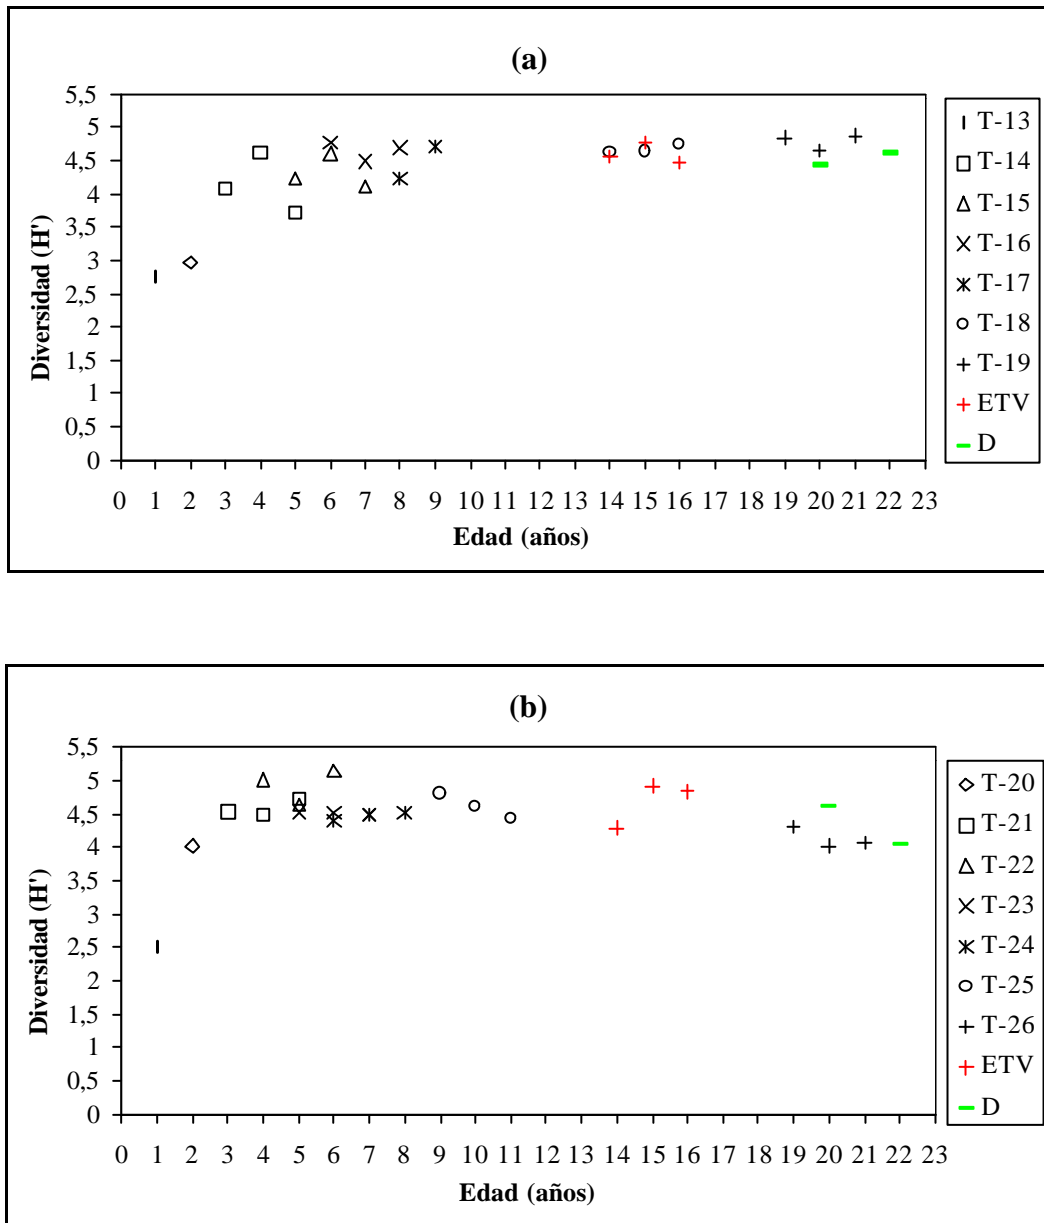 (a)
5,5
5
4,5
4
3,5
3
2,5
2
1,5
1
0,5
0
Diversidad (H')
0 1 2 3 4 5 6 7 8 9 10 11 12 13 14 15 16 17 18 19 20 21 22 23
Edad (años)
T-13
T-14
T-15
T-16
T-17
T-18
T-19
ETV
D
(b)
5,5
5
4,5
4
3,5
3
2,5
2
1,5
1
0,5
0
Diversidad (H')
0 1 2 3 4 5 6 7 8 9 10 11 12 13 14 15 16 17 18 19 20 21 22 23
Edad (años)
T-20
T-21
T-22
T-23
T-24
T-25
T-26
ETV
D